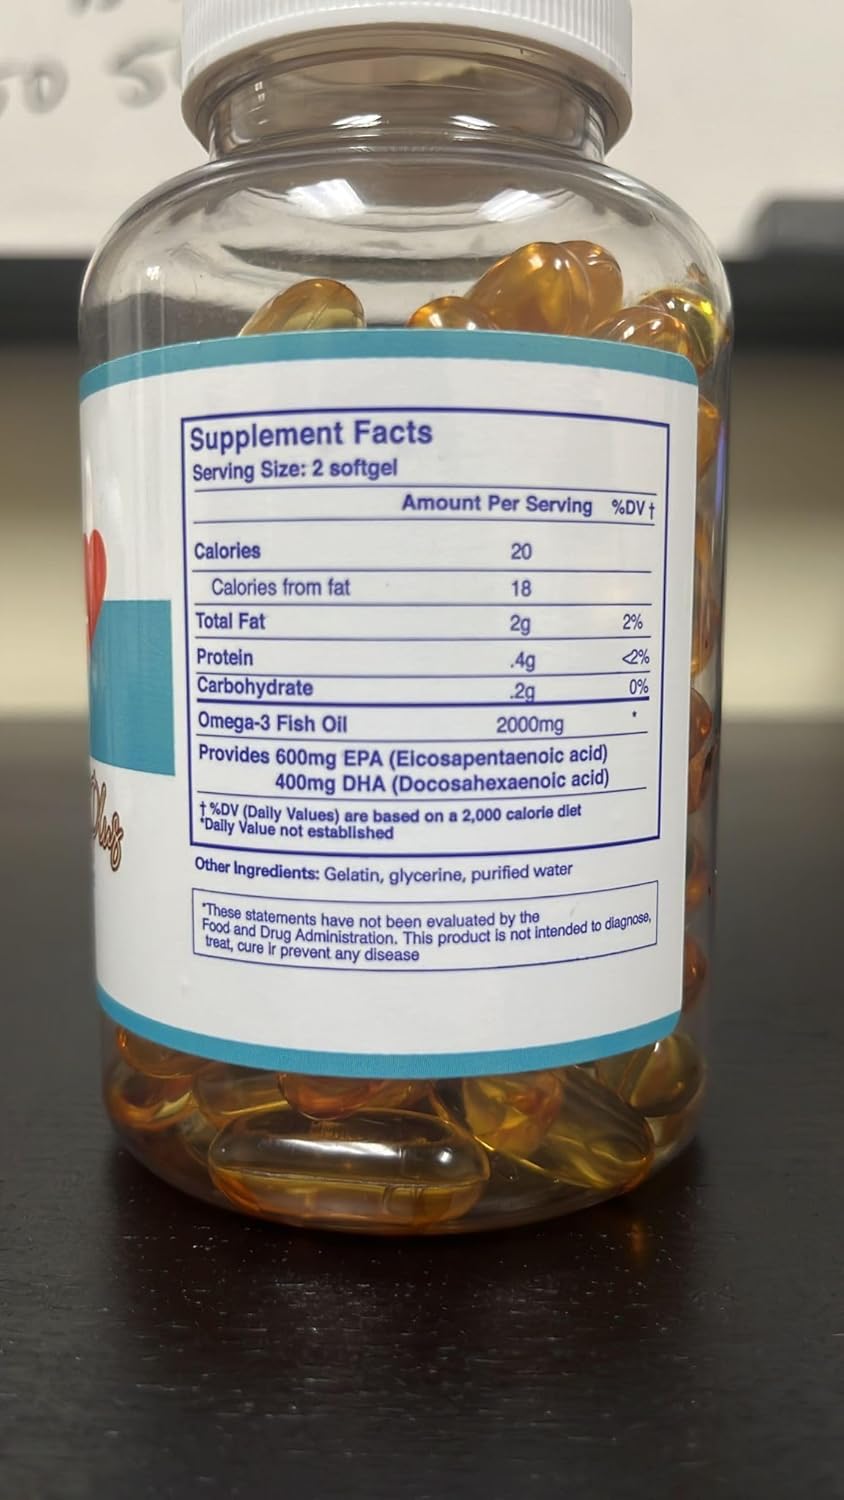 50 5
Supplement Facts
Serving Size: 2 softgel
Amount Per Serving %DV †
Calories 20
Calories from fat 18
Total Fat 2g 2%
Protein .4g <2%
Carbohydrate .2g 0%
Omega-3 Fish Oil 2000mg *
Provides 600mg EPA (Eicosapentaenoic acid)
400mg DHA (Docosahexaenoic acid)
† %DV (Daily Values) are based on a 2,000 calorie diet
*Daily Value not established
Other Ingredients: Gelatin, glycerine, purified water
*These statements have not been evaluated by the
Food and Drug Administration. This product is not intended to diagnose,
treat, cure ir prevent any disease
Plus